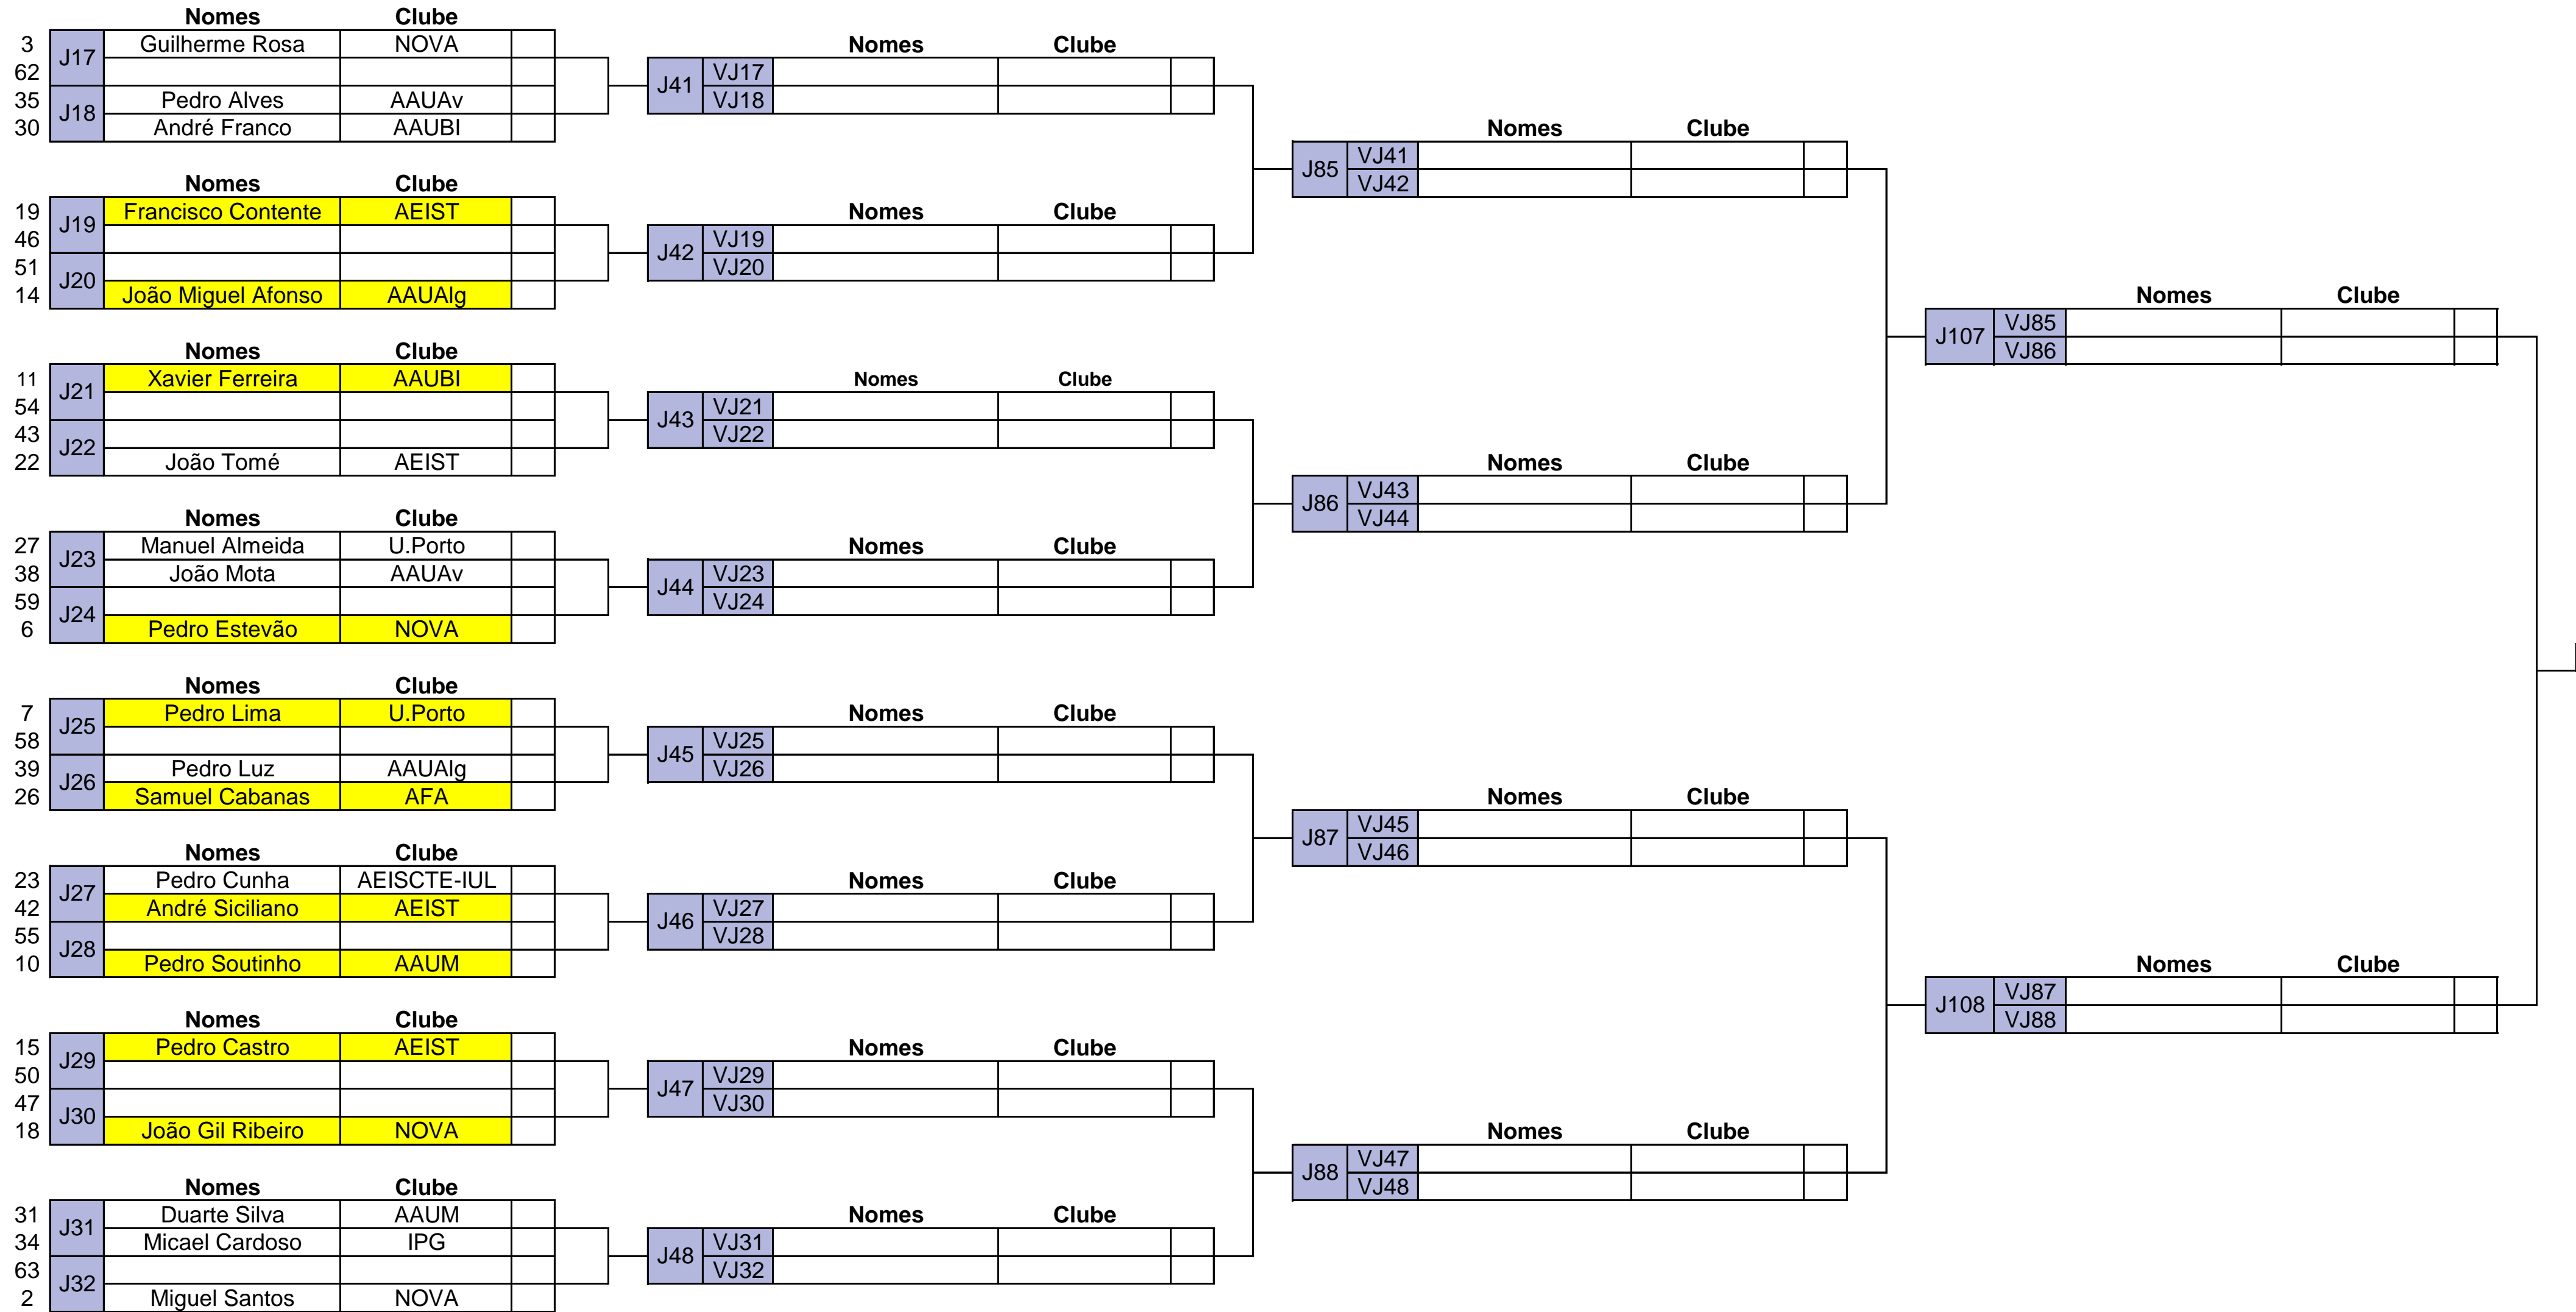 Nomes Clube
3 J17 Guilherme Rosa NOVA
62
35 J18 Pedro Alves AAUAv
30 André Franco AAUBI
Nomes Clube
19 J19 Francisco Contente AEIST
46
51 J20
14 João Miguel Afonso AAUAlg
Nomes Clube
11 J21 Xavier Ferreira AAUBI
54
43 J22
22 João Tomé AEIST
Nomes Clube
27 J23 Manuel Almeida U.Porto
38 João Mota AAUAv
59 J24
6 Pedro Estevão NOVA
Nomes Clube
7 J25 Pedro Lima U.Porto
58
39 J26 Pedro Luz AAUAlg
26 Samuel Cabanas AFA
Nomes Clube
23 J27 Pedro Cunha AEISCTE-IUL
42 André Siciliano AEIST
55 J28
10 Pedro Soutinho AAUM
Nomes Clube
15 J29 Pedro Castro AEIST
50
47 J30
18 João Gil Ribeiro NOVA
Nomes Clube
31 J31 Duarte Silva AAUM
34 Micael Cardoso IPG
63 J32
2 Miguel Santos NOVA
Nomes Clube
J41 VJ17
VJ18
Nomes Clube
J42 VJ19
VJ20
Nomes Clube
J43 VJ21
VJ22
Nomes Clube
J44 VJ23
VJ24
Nomes Clube
J45 VJ25
VJ26
Nomes Clube
J46 VJ27
VJ28
Nomes Clube
J47 VJ29
VJ30
Nomes Clube
J48 VJ31
VJ32
Nomes Clube
J85 VJ41
VJ42
Nomes Clube
J86 VJ43
VJ44
Nomes Clube
J87 VJ45
VJ46
Nomes Clube
J88 VJ47
VJ48
Nomes Clube
J107 VJ85
VJ86
Nomes Clube
J108 VJ87
VJ88